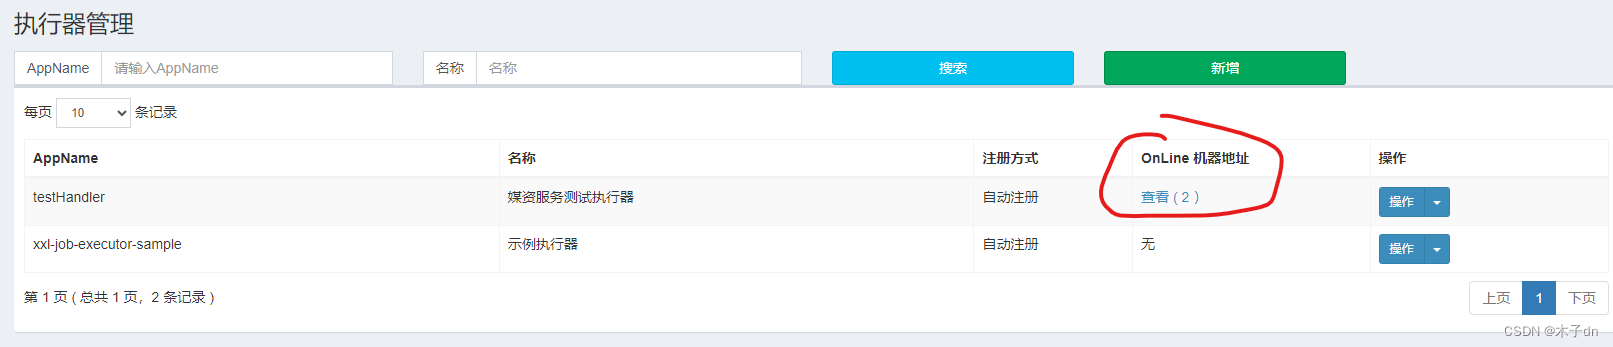 执行器管理
AppName 请输入AppName 名称 名称 搜索 新增
每页 10 条记录
AppName 名称 注册方式 OnLine 机器地址 操作
testHandler 媒资服务测试执行器 自动注册 查看 ( 2 ) 操作
xxl-job-executor-sample 示例执行器 自动注册 无 操作
第 1 页 ( 总共 1 页，2 条记录 ) 上页 1 下页
CSDN @木子dn